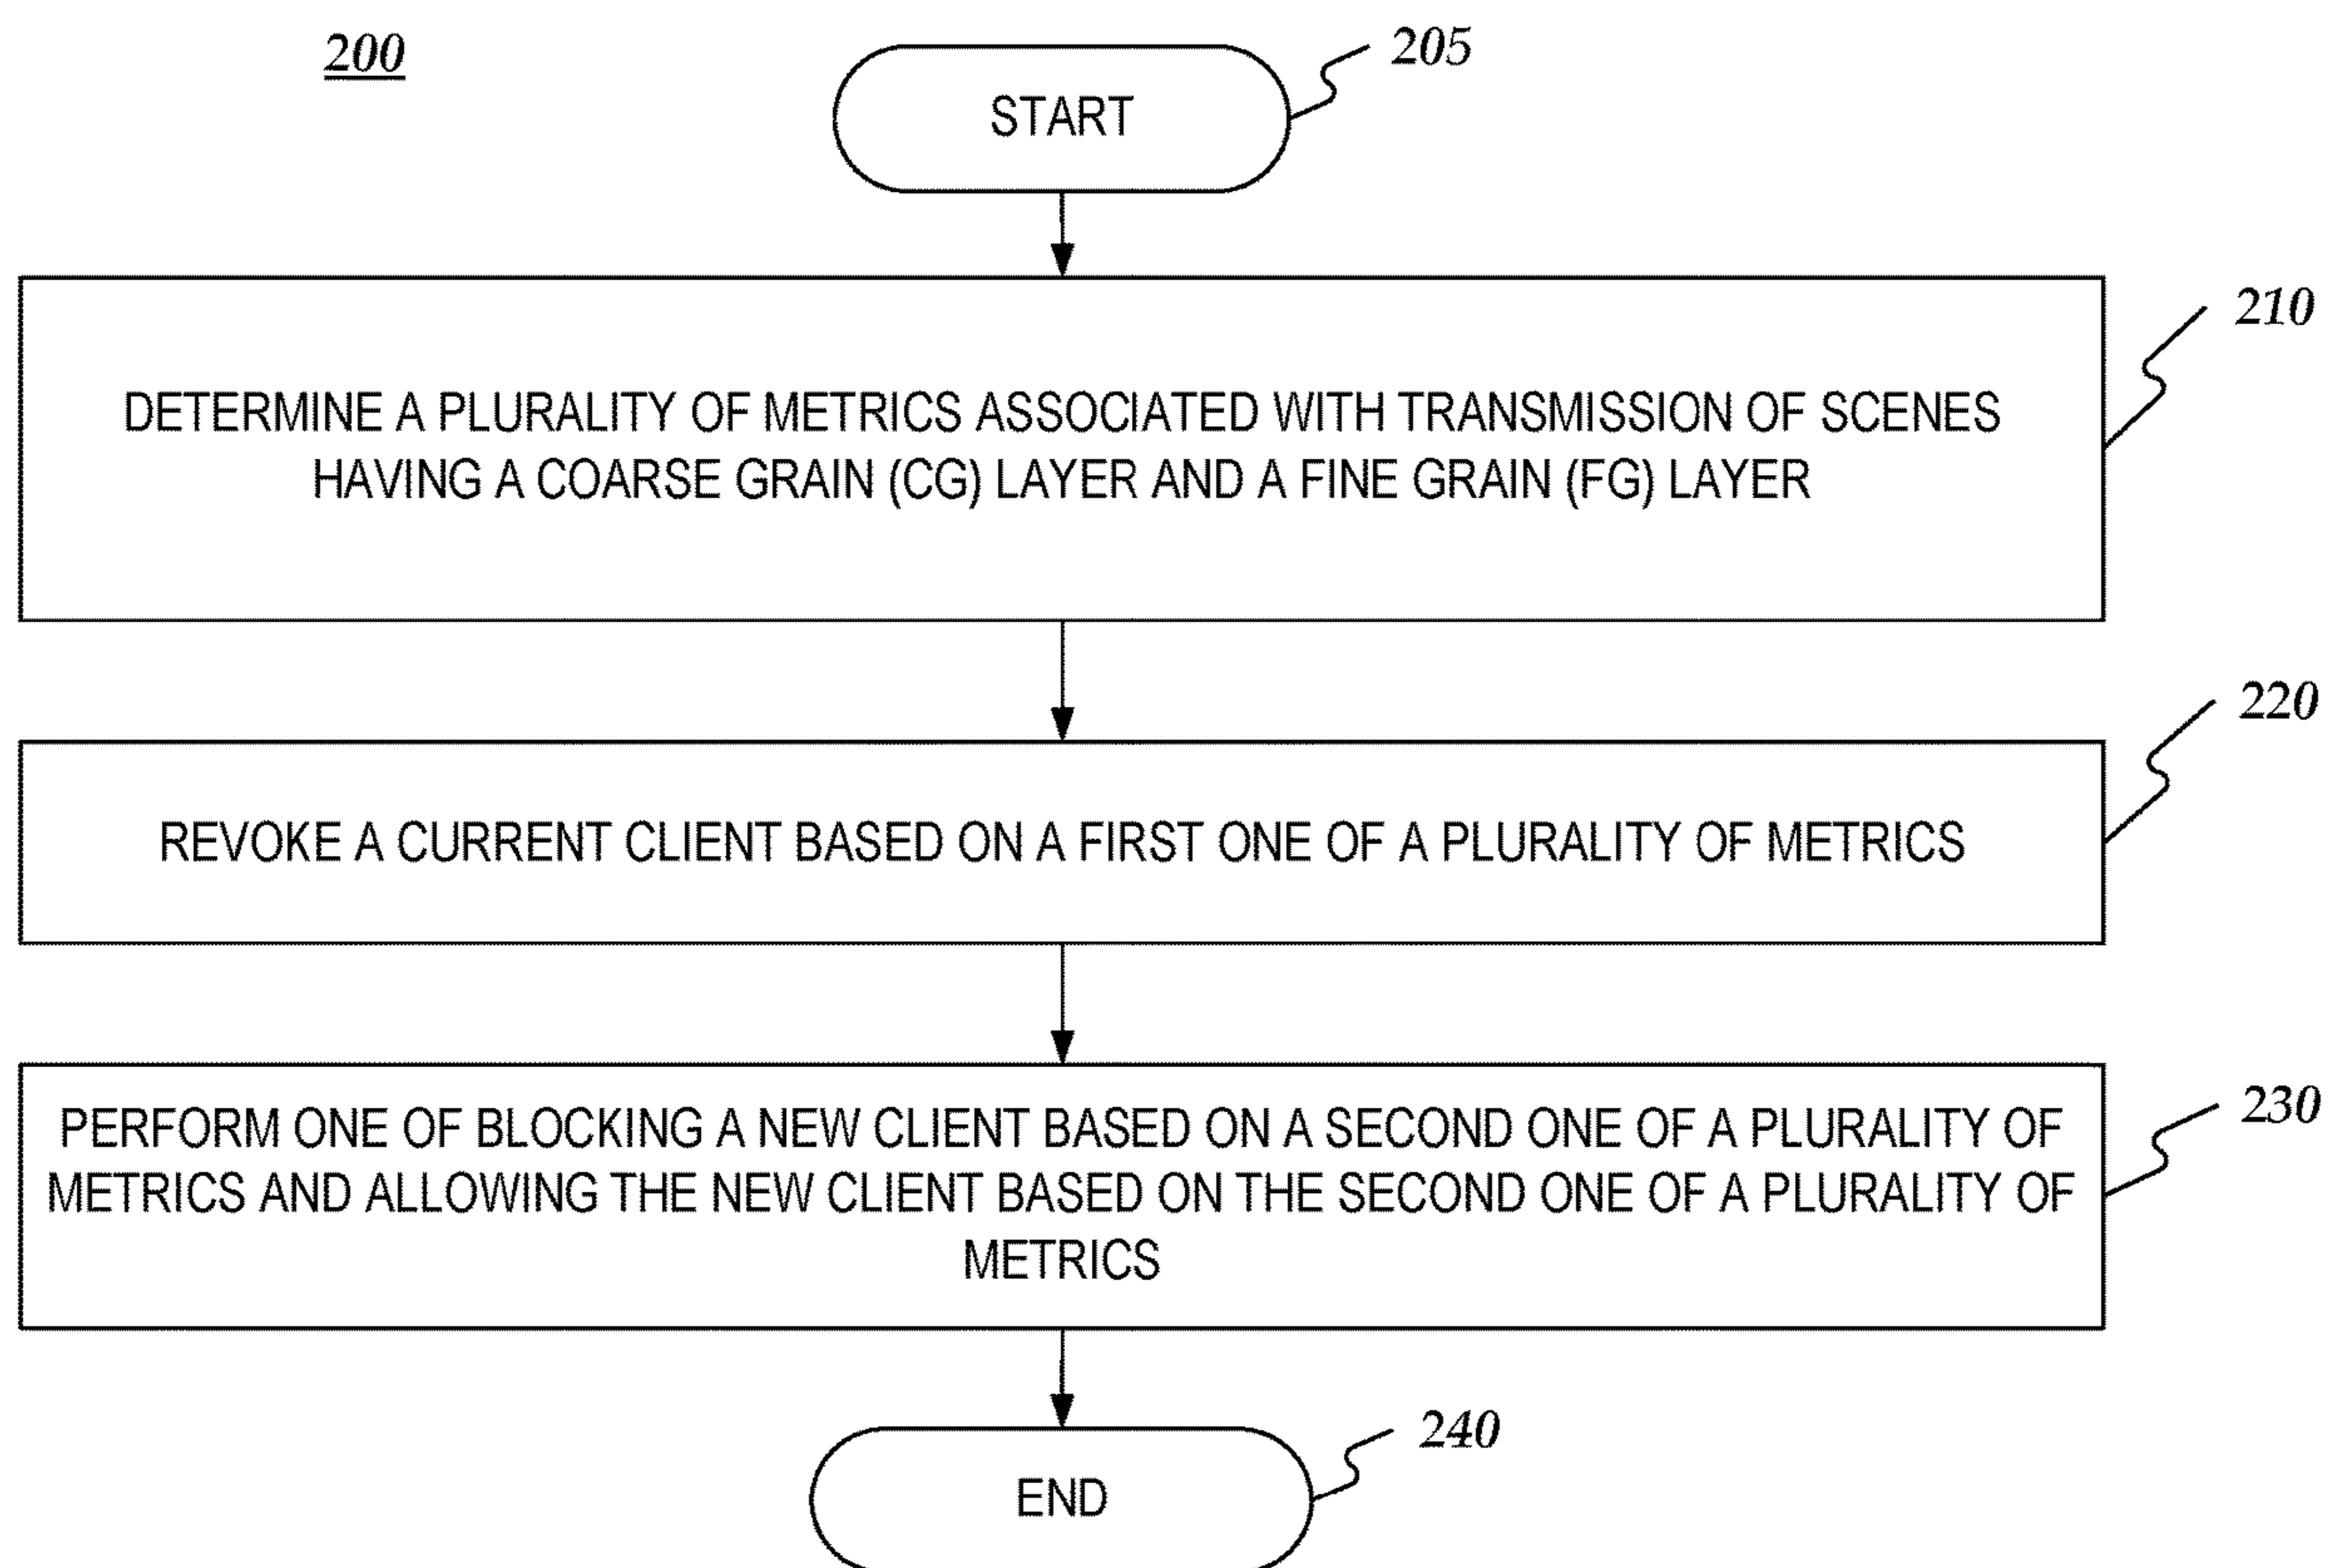 200
START
205
DETERMINE A PLURALITY OF METRICS ASSOCIATED WITH TRANSMISSION OF SCENES
HAVING A COARSE GRAIN (CG) LAYER AND A FINE GRAIN (FG) LAYER
210
REVOKE A CURRENT CLIENT BASED ON A FIRST ONE OF A PLURALITY OF METRICS
220
PERFORM ONE OF BLOCKING A NEW CLIENT BASED ON A SECOND ONE OF A PLURALITY OF
METRICS AND ALLOWING THE NEW CLIENT BASED ON THE SECOND ONE OF A PLURALITY OF
METRICS
230
END
240